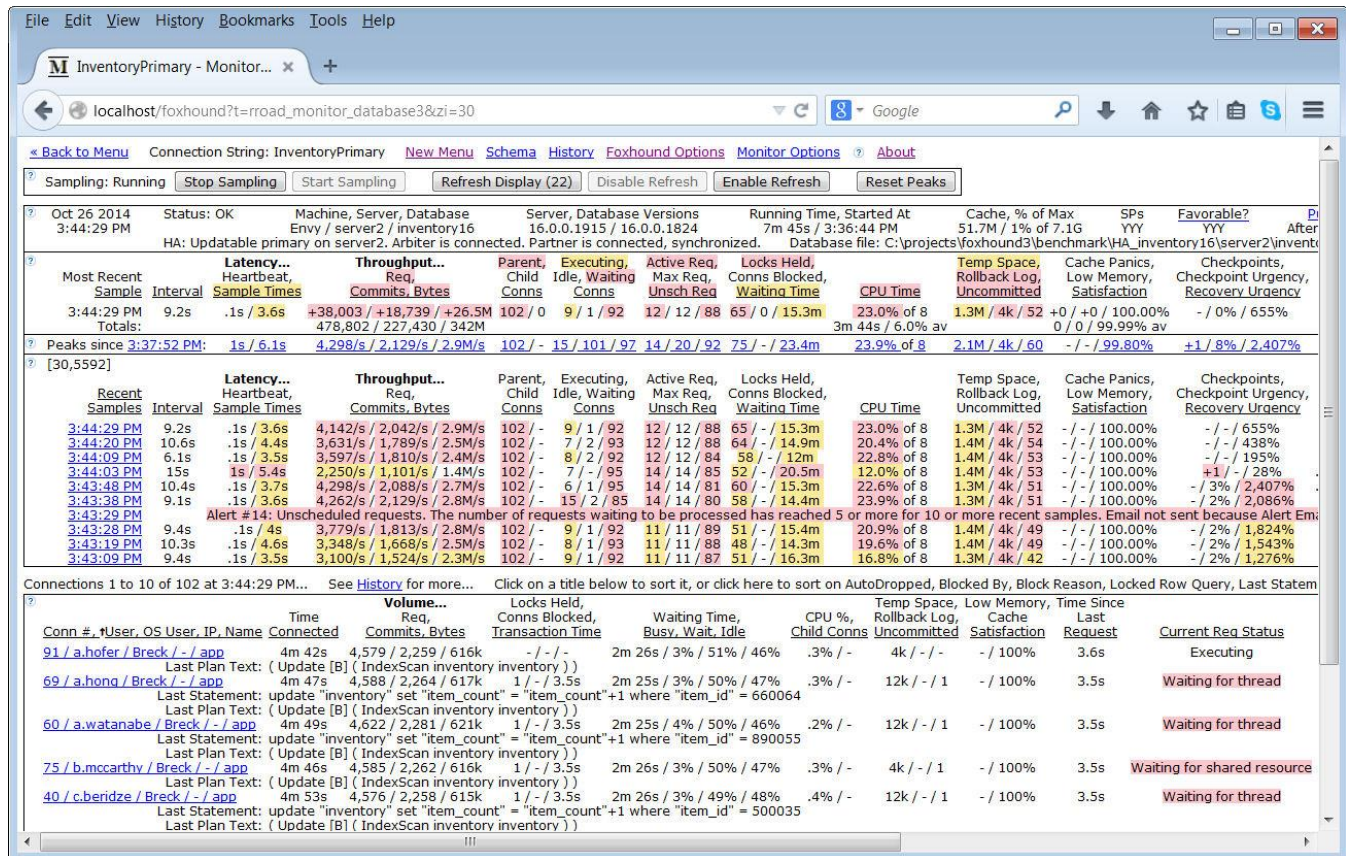 File Edit View History Bookmarks Tools Help
M InventoryPrimary - Monitor... × +
localhost/foxhound?t=rroad_monitor_database3&zi=30 Google
« Back to Menu Connection String: InventoryPrimary New Menu Schema History Foxhound Options Monitor Options ? About
? Sampling: Running Stop Sampling Start Sampling Refresh Display (22) Disable Refresh Enable Refresh Reset Peaks
? Oct 26 2014 Status: OK Machine, Server, Database Server, Database Versions Running Time, Started At Cache, % of Max SPs Favorable?
3:44:29 PM Envy / server2 / inventory16 16.0.0.1915 / 16.0.0.1824 7m 45s / 3:36:44 PM 51.7M / 1% of 7.1G YYY YYY After
HA: Updatable primary on server2. Arbiter is connected. Partner is connected, synchronized. Database file: C:\projects\foxhound3\benchmark\HA_inventory16\server2\invento
? Latency... Throughput... Parent, Executing, Active Req, Locks Held, Temp Space, Cache Panics, Checkpoints,
Most Recent Heartbeat, Req, Child Idle, Waiting Max Req, Conns Blocked, Rollback Log, Low Memory, Checkpoint Urgency,
Sample Interval Sample Times Commits, Bytes Conns Conns Unsch Req Waiting Time CPU Time Uncommitted Satisfaction Recovery Urgency
3:44:29 PM 9.2s .1s / 3.6s +38,003 / +18,739 / +26.5M 102 / 0 9 / 1 / 92 12 / 12 / 88 65 / 0 / 15.3m 23.0% of 8 1.3M / 4k / 52 +0 / +0 / 100.00% - / 0% / 655%
Totals: 478,802 / 227,430 / 342M 3m 44s / 6.0% av 0 / 0 / 99.99% av
? Peaks since 3:37:52 PM: 1s / 6.1s 4,298/s / 2,129/s / 2.9M/s 102 / - 15 / 101 / 97 14 / 20 / 92 75 / - / 23.4m 23.9% of 8 2.1M / 4k / 60 - / - / 99.80% +1 / 8% / 2,407%
? [30,5592]
Latency... Throughput... Parent, Executing, Active Req, Locks Held, Temp Space, Cache Panics, Checkpoints,
Recent Heartbeat, Req, Child Idle, Waiting Max Req, Conns Blocked, Rollback Log, Low Memory, Checkpoint Urgency,
Samples Interval Sample Times Commits, Bytes Conns Conns Unsch Req Waiting Time CPU Time Uncommitted Satisfaction Recovery Urgency
3:44:29 PM 9.2s .1s / 3.6s 4,142/s / 2,042/s / 2.9M/s 102 / - 9 / 1 / 92 12 / 12 / 88 65 / - / 15.3m 23.0% of 8 1.3M / 4k / 52 - / - / 100.00% - / - / 655%
3:44:20 PM 10.6s .1s / 4.4s 3,631/s / 1,789/s / 2.5M/s 102 / - 7 / 2 / 93 12 / 12 / 88 64 / - / 14.9m 20.4% of 8 1.4M / 4k / 54 - / - / 100.00% - / - / 438%
3:44:09 PM 6.1s .1s / 3.5s 3,597/s / 1,810/s / 2.4M/s 102 / - 8 / 2 / 92 12 / 12 / 84 58 / - / 12m 22.8% of 8 1.3M / 4k / 53 - / - / 100.00% - / - / 195%
3:44:03 PM 15s 1s / 5.4s 2,250/s / 1,101/s / 1.4M/s 102 / - 7 / - / 95 14 / 14 / 85 52 / - / 20.5m 12.0% of 8 1.4M / 4k / 53 - / - / 100.00% +1 / - / 28%
3:43:48 PM 10.4s .1s / 3.7s 4,298/s / 2,088/s / 2.7M/s 102 / - 6 / 1 / 95 14 / 14 / 81 60 / - / 15.3m 22.6% of 8 1.3M / 4k / 51 - / - / 100.00% - / 3% / 2,407%
3:43:38 PM 9.1s .1s / 3.6s 4,262/s / 2,129/s / 2.8M/s 102 / - 15 / 2 / 85 14 / 14 / 80 58 / - / 14.4m 23.9% of 8 1.3M / 4k / 51 - / - / 100.00% - / 2% / 2,086%
3:43:29 PM Alert #14: Unscheduled requests. The number of requests waiting to be processed has reached 5 or more for 10 or more recent samples. Email not sent because Alert Ema
3:43:28 PM 9.4s .1s / 4s 3,779/s / 1,813/s / 2.8M/s 102 / - 9 / 1 / 92 11 / 11 / 89 51 / - / 15.4m 20.9% of 8 1.4M / 4k / 49 - / - / 100.00% - / 2% / 1,824%
3:43:19 PM 10.3s .1s / 4.6s 3,348/s / 1,668/s / 2.5M/s 102 / - 8 / 1 / 93 11 / 11 / 88 48 / - / 14.3m 19.6% of 8 1.4M / 4k / 49 - / - / 100.00% - / 2% / 1,543%
3:43:09 PM 9.4s .1s / 3.5s 3,100/s / 1,524/s / 2.3M/s 102 / - 9 / 1 / 92 11 / 11 / 87 51 / - / 16.3m 16.8% of 8 1.3M / 4k / 42 - / - / 100.00% - / 2% / 1,276%
Connections 1 to 10 of 102 at 3:44:29 PM... See History for more... Click on a title below to sort it, or click here to sort on AutoDropped, Blocked By, Block Reason, Locked Row Query, Last Statem
? Volume... Locks Held, Temp Space, Low Memory, Time Since
Time Req, Conns Blocked, Waiting Time, CPU %, Rollback Log, Cache Last
Conn #, ↑User, OS User, IP, Name Connected Commits, Bytes Transaction Time Busy, Wait, Idle Child Conns Uncommitted Satisfaction Request Current Req Status
91 / a.hofer / Breck / - / app 4m 42s 4,579 / 2,259 / 616k - / - / - 2m 26s / 3% / 51% / 46% .3% / - 4k / - / - - / 100% 3.6s Executing
Last Plan Text: ( Update [B] ( IndexScan inventory inventory ) )
69 / a.hong / Breck / - / app 4m 47s 4,588 / 2,264 / 617k 1 / - / 3.5s 2m 25s / 3% / 50% / 47% .3% / - 12k / - / 1 - / 100% 3.5s Waiting for thread
Last Statement: update "inventory" set "item_count" = "item_count"+1 where "item_id" = 660064
Last Plan Text: ( Update [B] ( IndexScan inventory inventory ) )
60 / a.watanabe / Breck / - / app 4m 49s 4,622 / 2,281 / 621k 1 / - / 3.5s 2m 25s / 4% / 50% / 46% .2% / - 12k / - / 1 - / 100% 3.5s Waiting for thread
Last Statement: update "inventory" set "item_count" = "item_count"+1 where "item_id" = 890055
Last Plan Text: ( Update [B] ( IndexScan inventory inventory ) )
75 / b.mccarthy / Breck / - / app 4m 46s 4,585 / 2,262 / 616k 1 / - / 3.5s 2m 26s / 3% / 50% / 47% .3% / - 4k / - / 1 - / 100% 3.5s Waiting for shared resource
40 / c.beridze / Breck / - / app 4m 53s 4,576 / 2,258 / 615k 1 / - / 3.5s 2m 26s / 3% / 49% / 48% .4% / - 12k / - / 1 - / 100% 3.5s Waiting for thread
Last Statement: update "inventory" set "item_count" = "item_count"+1 where "item_id" = 500035
Last Plan Text: ( Update [B] ( IndexScan inventory inventory ) )